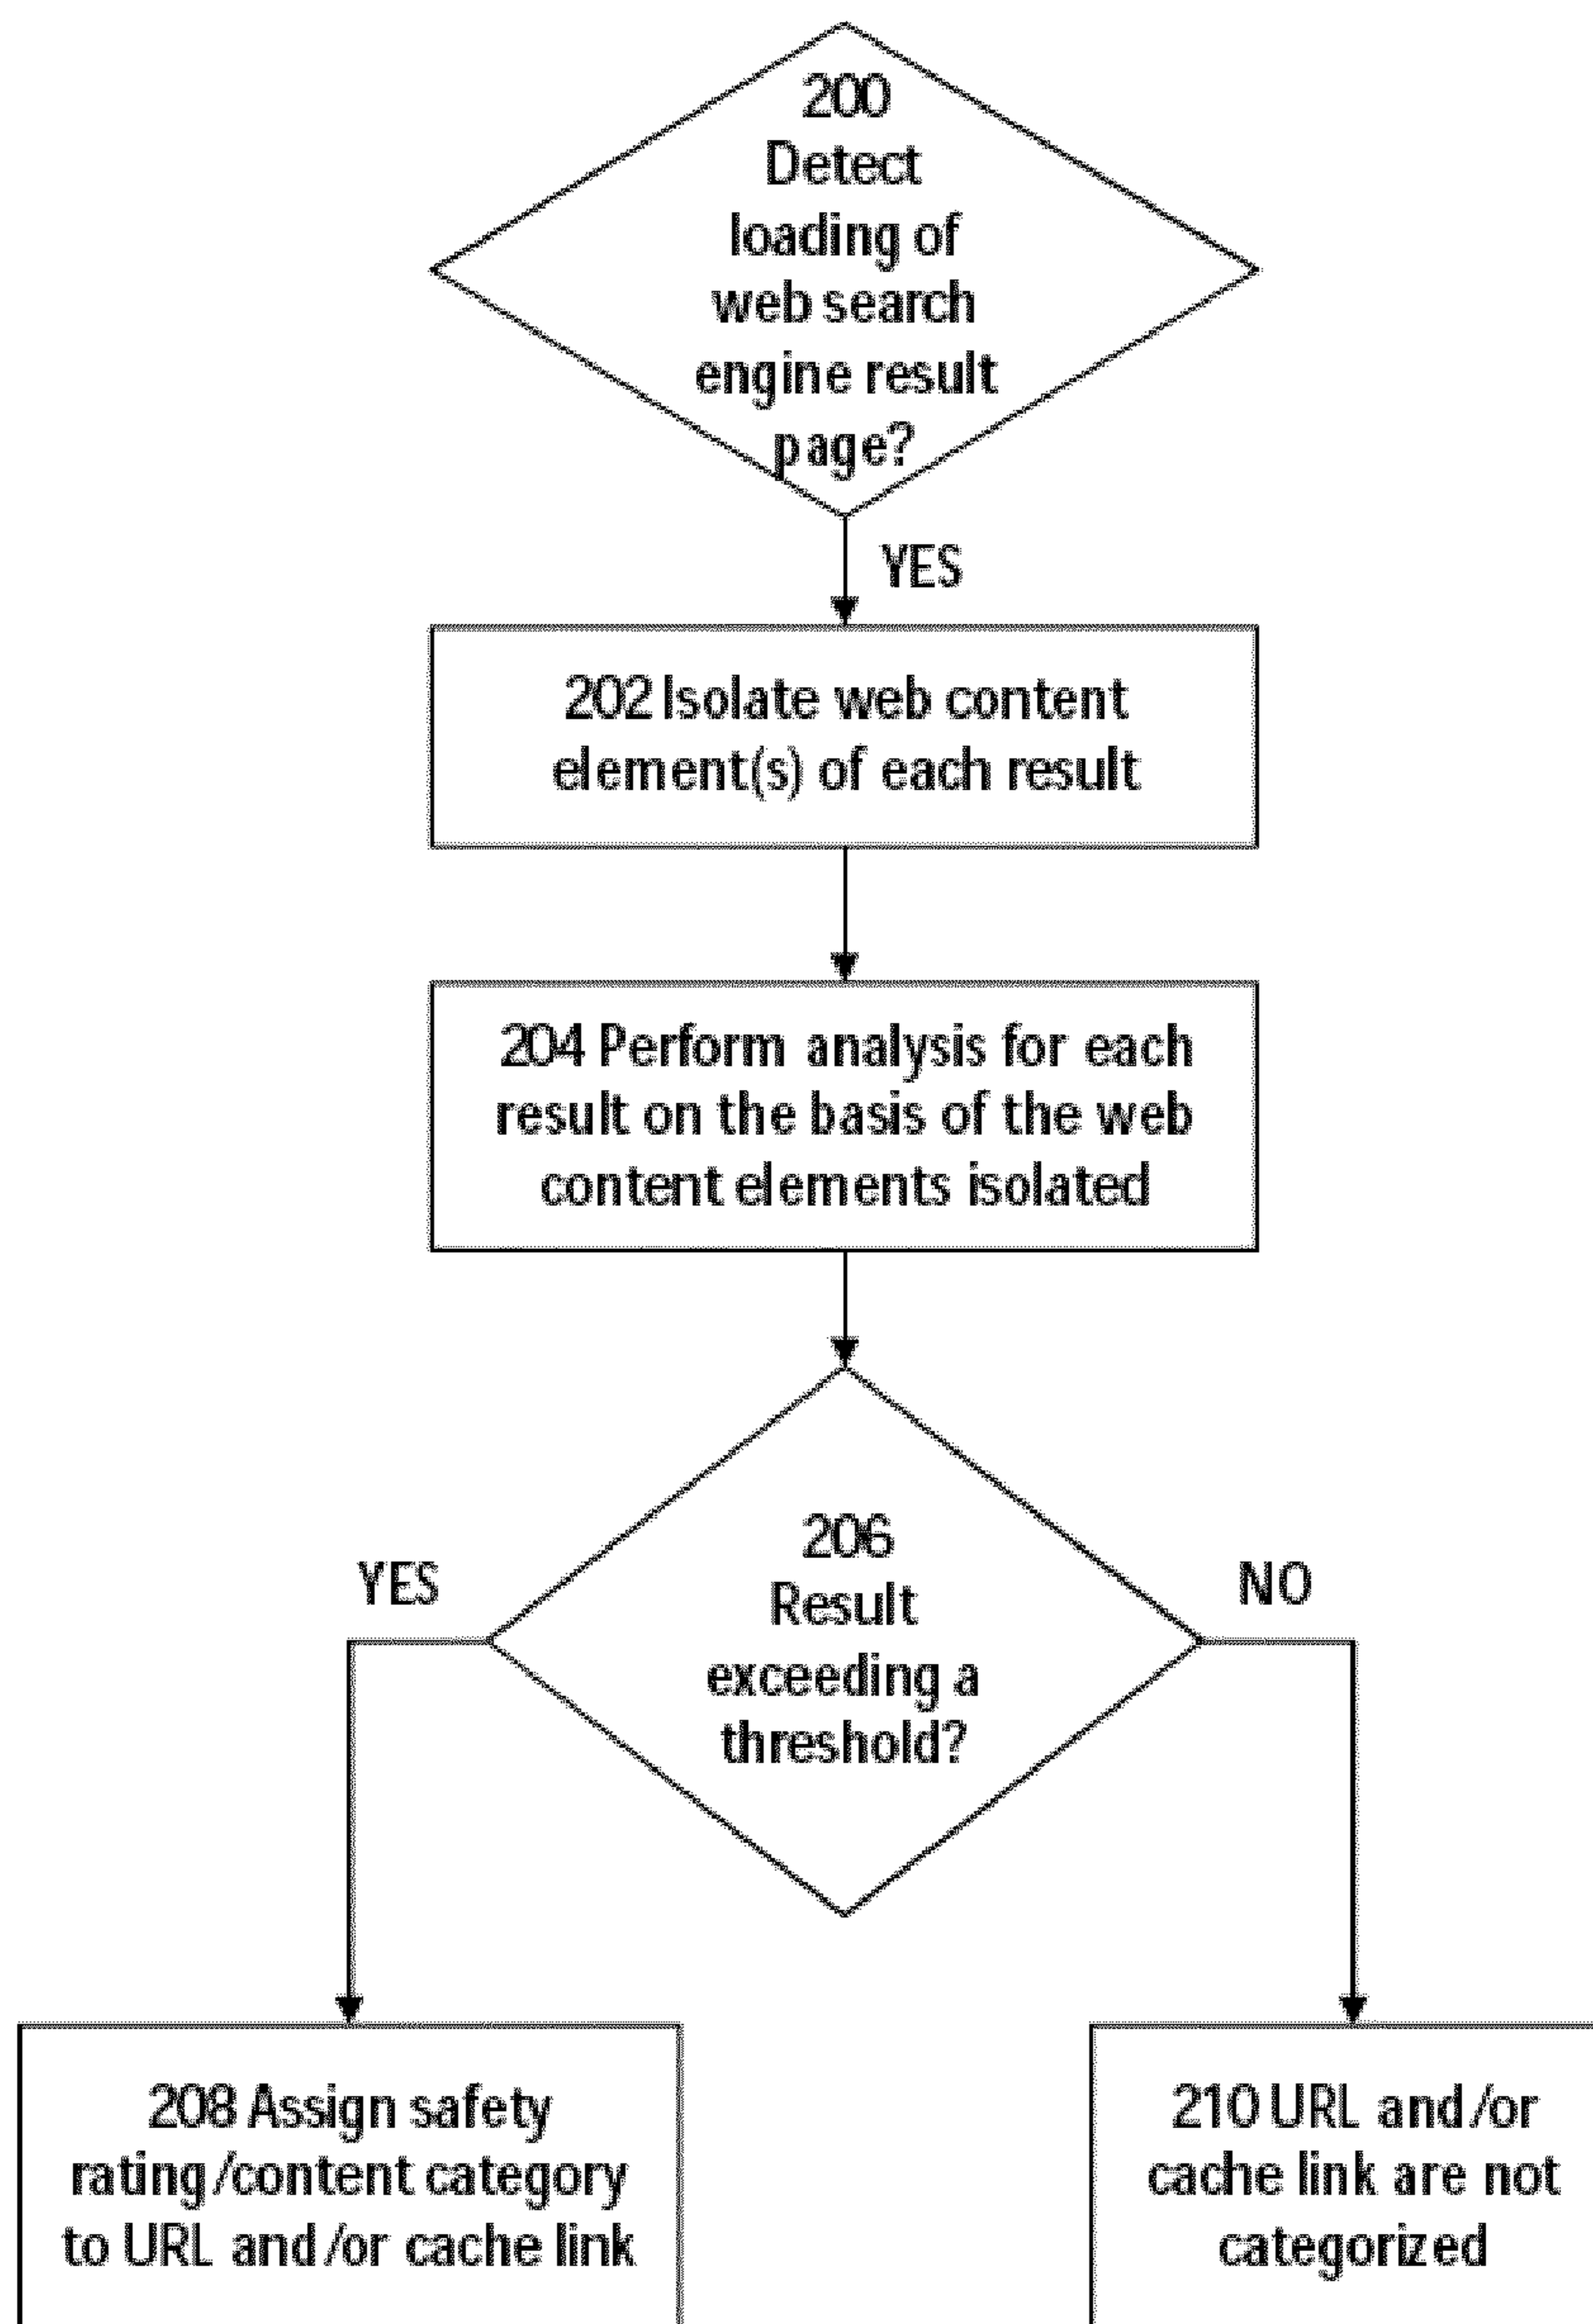 200
Detect
loading of
web search
engine result
page?
YES
202 Isolate web content
element(s) of each result
204 Perform analysis for each
result on the basis of the web
content elements isolated
206
Result
exceeding a
threshold?
YES
NO
208 Assign safety
rating/content category
to URL and/or cache link
210 URL and/or
cache link are not
categorized